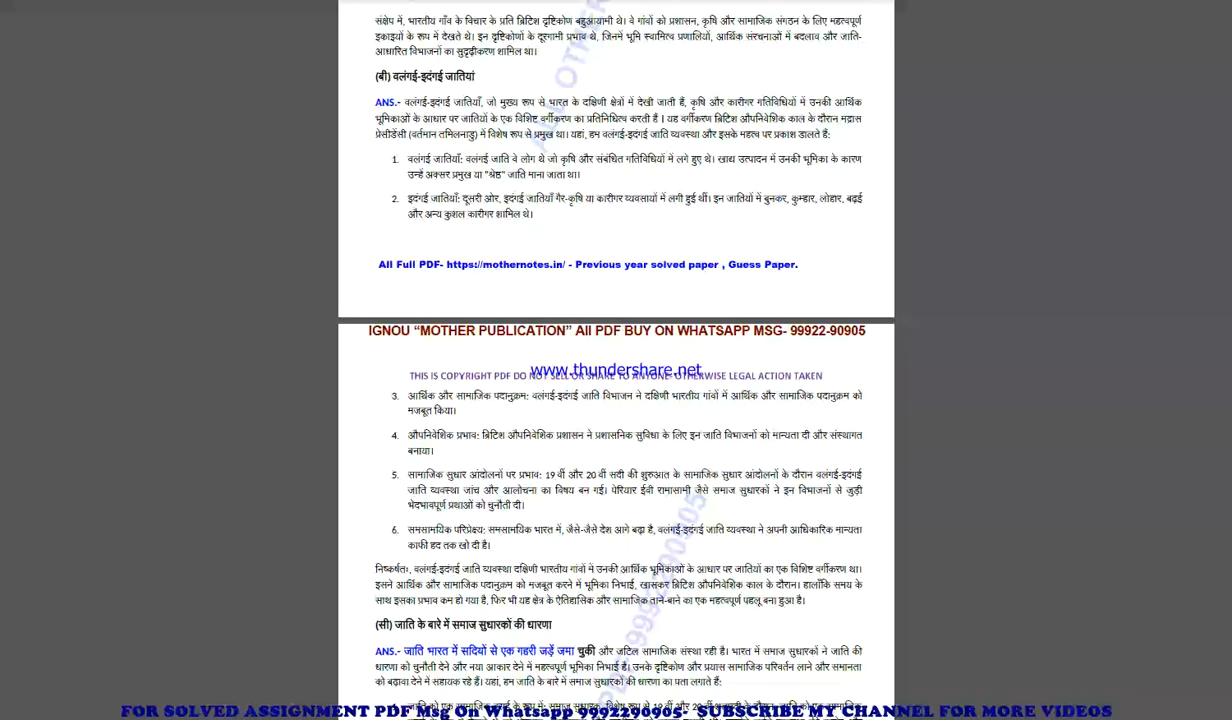 संक्षेप में, भारतीय गाँव के विचार के प्रति ब्रिटिश दृष्टिकोण बहुआयामी थे। वे गांवों को प्रशासन, कृषि और सामाजिक संगठन के लिए महत्वपूर्ण
इकाइयों के रूप में देखते थे। इन दृष्टिकोणों के दूरगामी प्रभाव थे, जिनमें भूमि स्वामित्व प्रणालियों, आर्थिक संरचनाओं में बदलाव और जाति-
आधारित विभाजनों का सुदृढ़ीकरण शामिल था।
(बी) वलंगई-इदंगई जातियां
ANS.- वलंगई-इदंगई जातियाँ, जो मुख्य रूप से भारत के दक्षिणी क्षेत्रों में देखी जाती हैं, कृषि और कारीगर गतिविधियों में उनकी आर्थिक
भूमिकाओं के आधार पर जातियों के एक विशिष्ट वर्गीकरण का प्रतिनिधित्व करती हैं। यह वर्गीकरण ब्रिटिश औपनिवेशिक काल के दौरान मद्रास
प्रेसीडेंसी (वर्तमान तमिलनाडु) में विशेष रूप से प्रमुख था। यहां, हम वलंगई-इदंगई जाति व्यवस्था और इसके महत्व पर प्रकाश डालते हैं:
1. वलंगई जातियाँ: वलंगई जाति वे लोग थे जो कृषि और संबंधित गतिविधियों में लगे हुए थे। खाद्य उत्पादन में उनकी भूमिका के कारण
उन्हें अक्सर प्रमुख या "श्रेष्ठ" जाति माना जाता था।
2. इदंगई जातियाँ: दूसरी ओर, इदंगई जातियाँ गैर-कृषि या कारीगर व्यवसायों में लगी हुई थीं। इन जातियों में बुनकर, कुम्हार, लोहार, बढ़ई
और अन्य कुशल कारीगर शामिल थे।
All Full PDF- https://mothernotes.in/ - Previous year solved paper , Guess Paper.
IGNOU “MOTHER PUBLICATION” All PDF BUY ON WHATSAPP MSG- 99922-90905
www.thundershare.net
THIS IS COPYRIGHT PDF DO NOT SELL OR SHARE TO ANYONE. OTHERWISE LEGAL ACTION TAKEN
3. आर्थिक और सामाजिक पदानुक्रम: वलंगई-इदंगई जाति विभाजन ने दक्षिणी भारतीय गांवों में आर्थिक और सामाजिक पदानुक्रम को
मजबूत किया।
4. औपनिवेशिक प्रभाव: ब्रिटिश औपनिवेशिक प्रशासन ने प्रशासनिक सुविधा के लिए इन जाति विभाजनों को मान्यता दी और संस्थागत
बनाया।
5. सामाजिक सुधार आंदोलनों पर प्रभाव: 19 वीं और 20 वीं सदी की शुरुआत के सामाजिक सुधार आंदोलनों के दौरान वलंगई-इदंगई
जाति व्यवस्था जांच और आलोचना का विषय बन गई। पेरियार ईवी रामासामी जैसे समाज सुधारकों ने इन विभाजनों से जुड़ी
भेदभावपूर्ण प्रथाओं को चुनौती दी।
6. समसामयिक परिप्रेक्ष्य: समसामयिक भारत में, जैसे-जैसे देश आगे बढ़ा है, वलंगई-इदंगई जाति व्यवस्था ने अपनी आधिकारिक मान्यता
काफी हद तक खो दी है।
निष्कर्षतः, वलंगई-इदंगई जाति व्यवस्था दक्षिणी भारतीय गांवों में उनकी आर्थिक भूमिकाओं के आधार पर जातियों का एक विशिष्ट वर्गीकरण था।
इसने आर्थिक और सामाजिक पदानुक्रम को मजबूत करने में भूमिका निभाई, खासकर ब्रिटिश औपनिवेशिक काल के दौरान। हालाँकि समय के
साथ इसका प्रभाव कम हो गया है, फिर भी यह क्षेत्र के ऐतिहासिक और सामाजिक ताने-बाने का एक महत्वपूर्ण पहलू बना हुआ है।
(सी) जाति के बारे में समाज सुधारकों की धारणा
ANS.- जाति भारत में सदियों से एक गहरी जड़ें जमा चुकी और जटिल सामाजिक संस्था रही है। भारत में समाज सुधारकों ने जाति की
धारणा को चुनौती देने और नया आकार देने में महत्वपूर्ण भूमिका निभाई है। उनके दृष्टिकोण और प्रयास सामाजिक परिवर्तन लाने और समानता
को बढ़ावा देने में सहायक रहे हैं। यहां, हम जाति के बारे में समाज सुधारकों की धारणा का पता लगाते हैं:
FOR SOLVED ASSIGNMENT PDF Msg On Whatsapp 9992290905- SUBSCRIBE MY CHANNEL FOR MORE VIDEOS